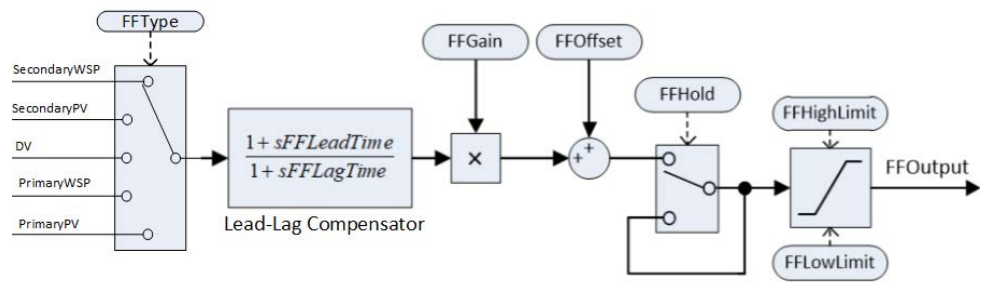 FFType
SecondaryWSP
SecondaryPV
DV
PrimaryWSP
PrimaryPV
1 + sFFLeadTime
1 + sFFLagTime
Lead-Lag Compensator
FFGain
×
FFOffset
+
+
FFHold
FFHighLimit
FFLowLimit
FFOutput